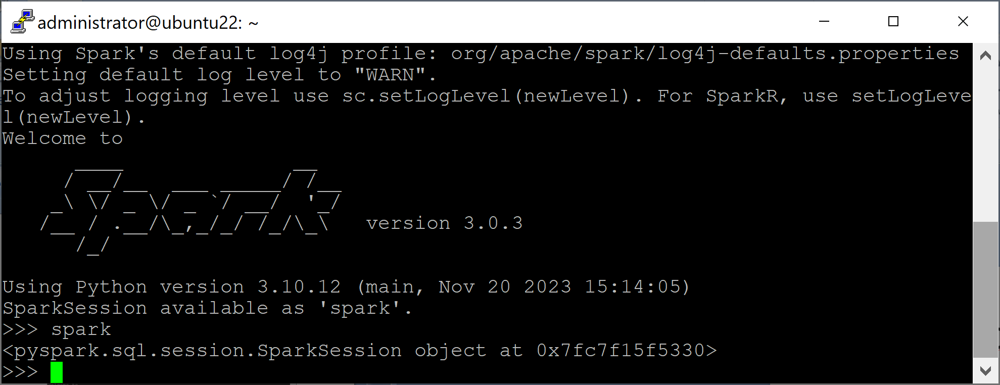 administrator@ubuntu22: ~
Using Spark's default log4j profile: org/apache/spark/log4j-defaults.properties
Setting default log level to "WARN".
To adjust logging level use sc.setLogLevel(newLevel). For SparkR, use setLogLeve
l(newLevel).
Welcome to
      ____              __
     / __/__  ___ _____/ /__
    _\ \/ _ \/ _ `/ __/  '_/
   /__ / .__/\_,_/_/ /_/\_\   version 3.0.3
      /_/
Using Python version 3.10.12 (main, Nov 20 2023 15:14:05)
SparkSession available as 'spark'.
>>> spark
<pyspark.sql.session.SparkSession object at 0x7fc7f15f5330>
>>>